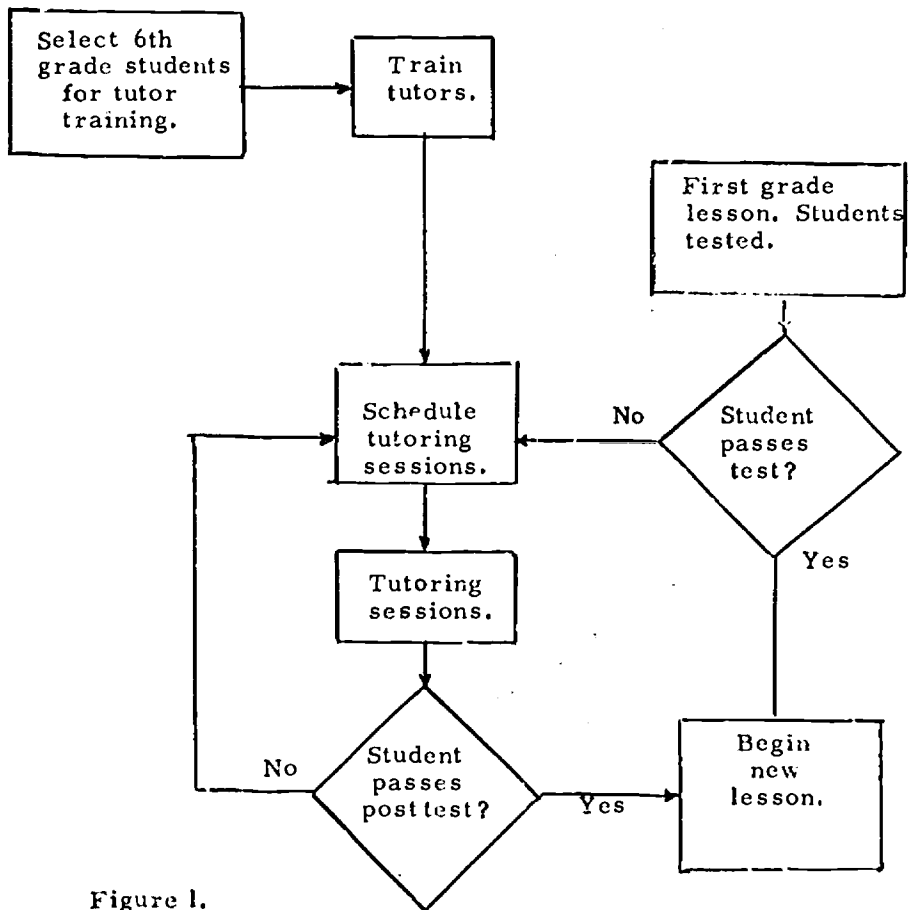 Select 6th
grade students
for tutor
training.
Train
tutors.
First grade
lesson. Students
tested.
Schedule
tutoring
sessions.
No
Student
passes
test?
Yes
Tutoring
sessions.
Student
passes
post test?
No
Yes
Begin
new
lesson.
Figure 1.